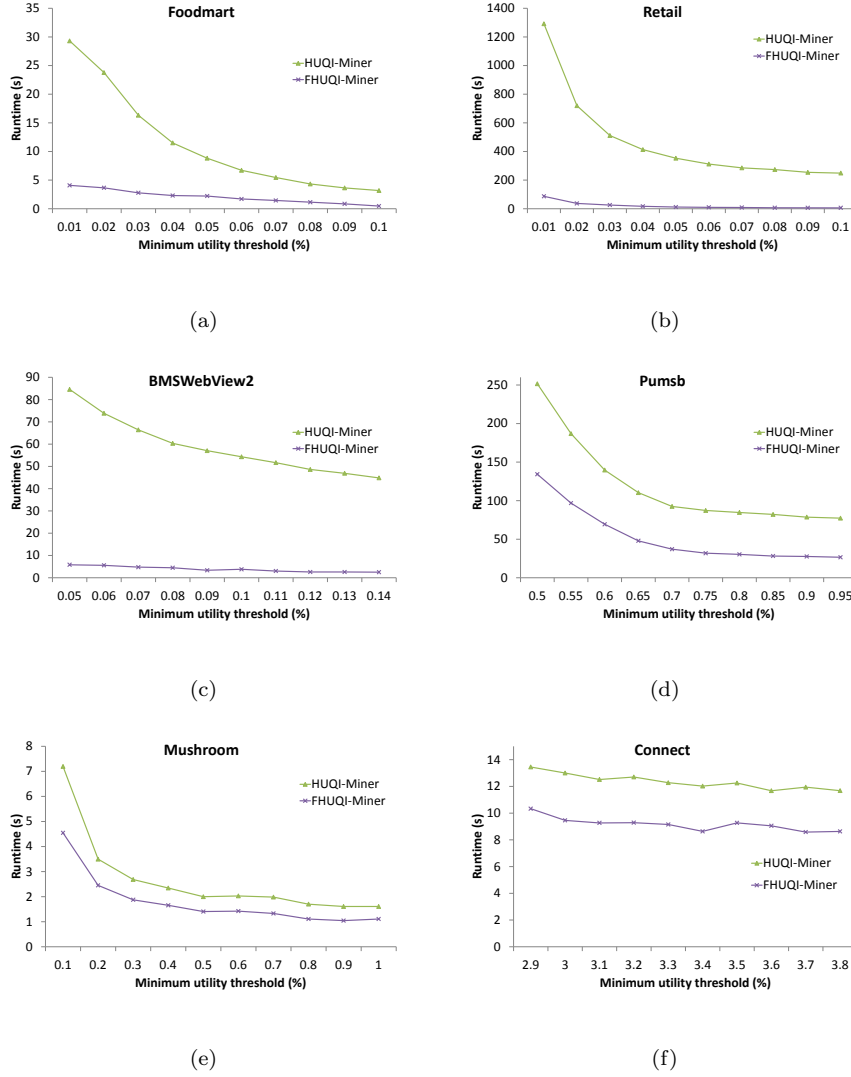 Foodmart
35
30
25
20
15
10
5
0
Runtime (s)
HUQI-Miner
FHUQI-Miner
0.01 0.02 0.03 0.04 0.05 0.06 0.07 0.08 0.09 0.1
Minimum utility threshold (%)
(a)
Retail
1400
1200
1000
800
600
400
200
0
Runtime (s)
HUQI-Miner
FHUQI-Miner
0.01 0.02 0.03 0.04 0.05 0.06 0.07 0.08 0.09 0.1
Minimum utility threshold (%)
(b)
BMSWebView2
90
80
70
60
50
40
30
20
10
0
Runtime (s)
HUQI-Miner
FHUQI-Miner
0.05 0.06 0.07 0.08 0.09 0.1 0.11 0.12 0.13 0.14
Minimum utility threshold (%)
(c)
Pumsb
250
200
150
100
50
0
Runtime (s)
HUQI-Miner
FHUQI-Miner
0.5 0.55 0.6 0.65 0.7 0.75 0.8 0.85 0.9 0.95
Minimum utility threshold (%)
(d)
Mushroom
8
7
6
5
4
3
2
1
0
Runtime (s)
HUQI-Miner
FHUQI-Miner
0.1 0.2 0.3 0.4 0.5 0.6 0.7 0.8 0.9 1
Minimum utility threshold (%)
(e)
Connect
14
12
10
8
6
4
2
0
Runtime (s)
HUQI-Miner
FHUQI-Miner
2.9 3 3.1 3.2 3.3 3.4 3.5 3.6 3.7 3.8
Minimum utility threshold (%)
(f)